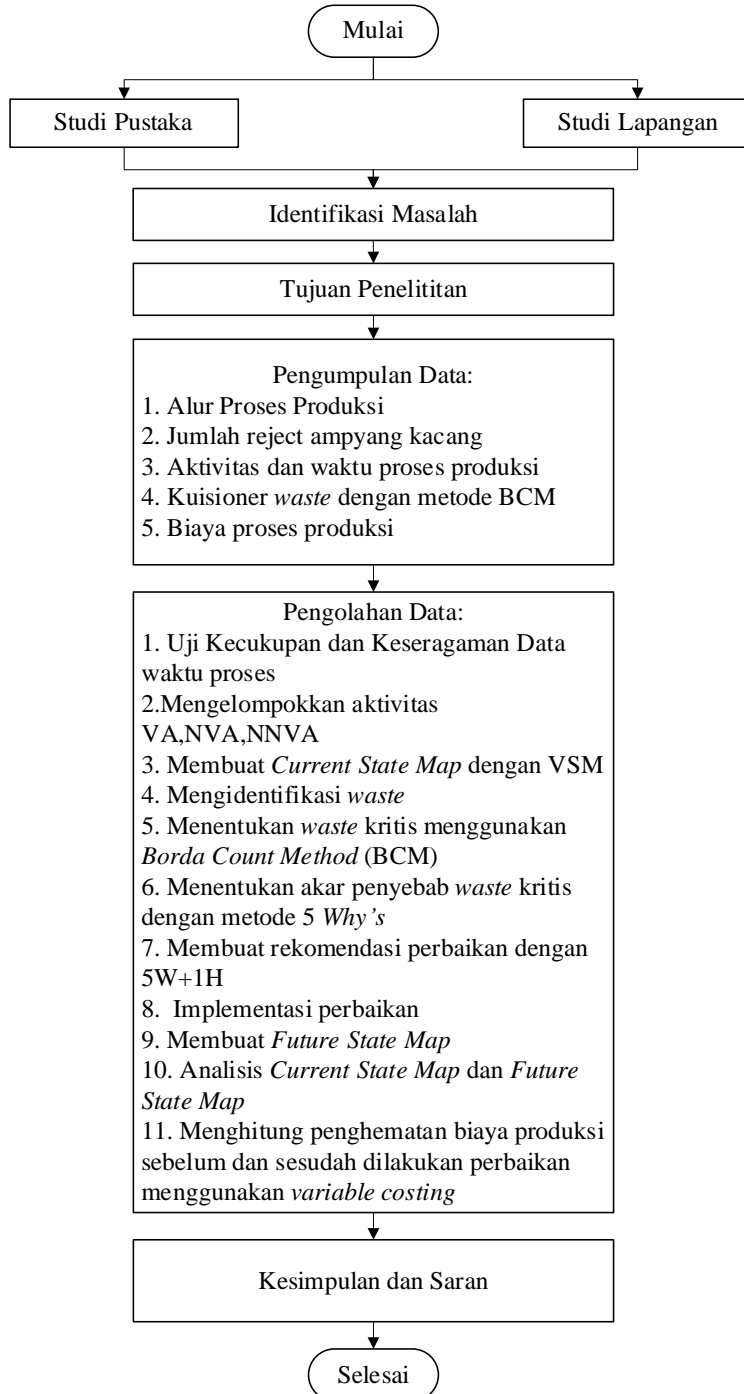 Mulai
Studi Pustaka
Studi Lapangan
Identifikasi Masalah
Tujuan Penelititan
Pengumpulan Data:
1. Alur Proses Produksi
2. Jumlah reject ampyang kacang
3. Aktivitas dan waktu proses produksi
4. Kuisioner waste dengan metode BCM
5. Biaya proses produksi
Pengolahan Data:
1. Uji Kecukupan dan Keseragaman Data
waktu proses
2.Mengelompokkan aktivitas
VA,NVA,NNVA
3. Membuat Current State Map dengan VSM
4. Mengidentifikasi waste
5. Menentukan waste kritis menggunakan
Borda Count Method (BCM)
6. Menentukan akar penyebab waste kritis
dengan metode 5 Why’s
7. Membuat rekomendasi perbaikan dengan
5W+1H
8.  Implementasi perbaikan
9. Membuat Future State Map
10. Analisis Current State Map dan Future
State Map
11. Menghitung penghematan biaya produksi
sebelum dan sesudah dilakukan perbaikan
menggunakan variable costing
Kesimpulan dan Saran
Selesai